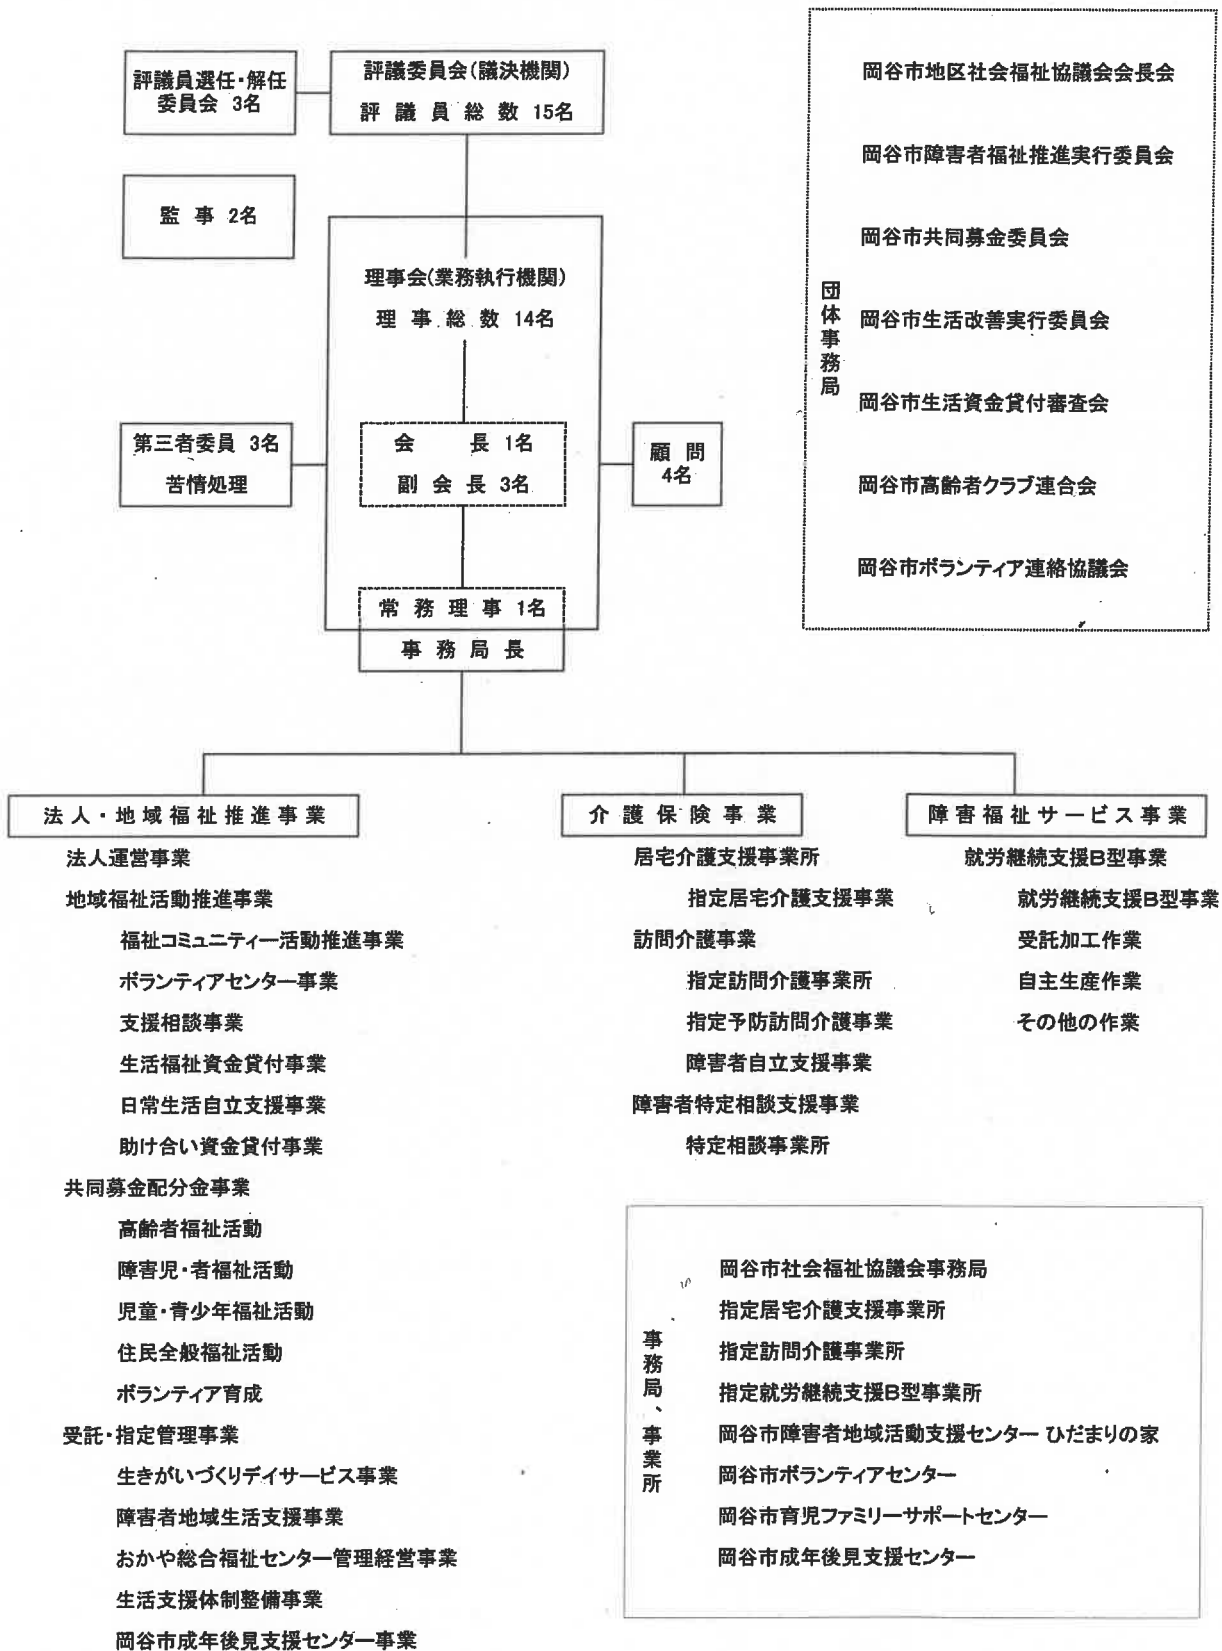 評議員選任・解任
委員会 3名
評議委員会(議決機関)
評議員総数 15名
監事 2名
理事会(業務執行機関)
理事総数 14名
第三者委員 3名
苦情処理
会長 1名
副会長 3名
顧問
4名
常務理事 1名
事務局長
団体事務局
岡谷市地区社会福祉協議会会長会
岡谷市障害者福祉推進実行委員会
岡谷市共同募金委員会
岡谷市生活改善実行委員会
岡谷市生活資金貸付審査会
岡谷市高齢者クラブ連合会
岡谷市ボランティア連絡協議会
法人・地域福祉推進事業
法人運営事業
地域福祉活動推進事業
福祉コミュニティー活動推進事業
ボランティアセンター事業
支援相談事業
生活福祉資金貸付事業
日常生活自立支援事業
助け合い資金貸付事業
共同募金配分金事業
高齢者福祉活動
障害児・者福祉活動
児童・青少年福祉活動
住民全般福祉活動
ボランティア育成
受託・指定管理事業
生きがいづくりデイサービス事業
障害者地域生活支援事業
おかや総合福祉センター管理経営事業
生活支援体制整備事業
岡谷市成年後見支援センター事業
介護保険事業
居宅介護支援事業所
指定居宅介護支援事業
訪問介護事業
指定訪問介護事業所
指定予防訪問介護事業
障害者自立支援事業
障害者特定相談支援事業
特定相談事業所
障害福祉サービス事業
就労継続支援B型事業
就労継続支援B型事業
受託加工作業
自主生産作業
その他の作業
事務局、事業所
岡谷市社会福祉協議会事務局
指定居宅介護支援事業所
指定訪問介護事業所
指定就労継続支援B型事業所
岡谷市障害者地域活動支援センター ひだまりの家
岡谷市ボランティアセンター
岡谷市育児ファミリーサポートセンター
岡谷市成年後見支援センター